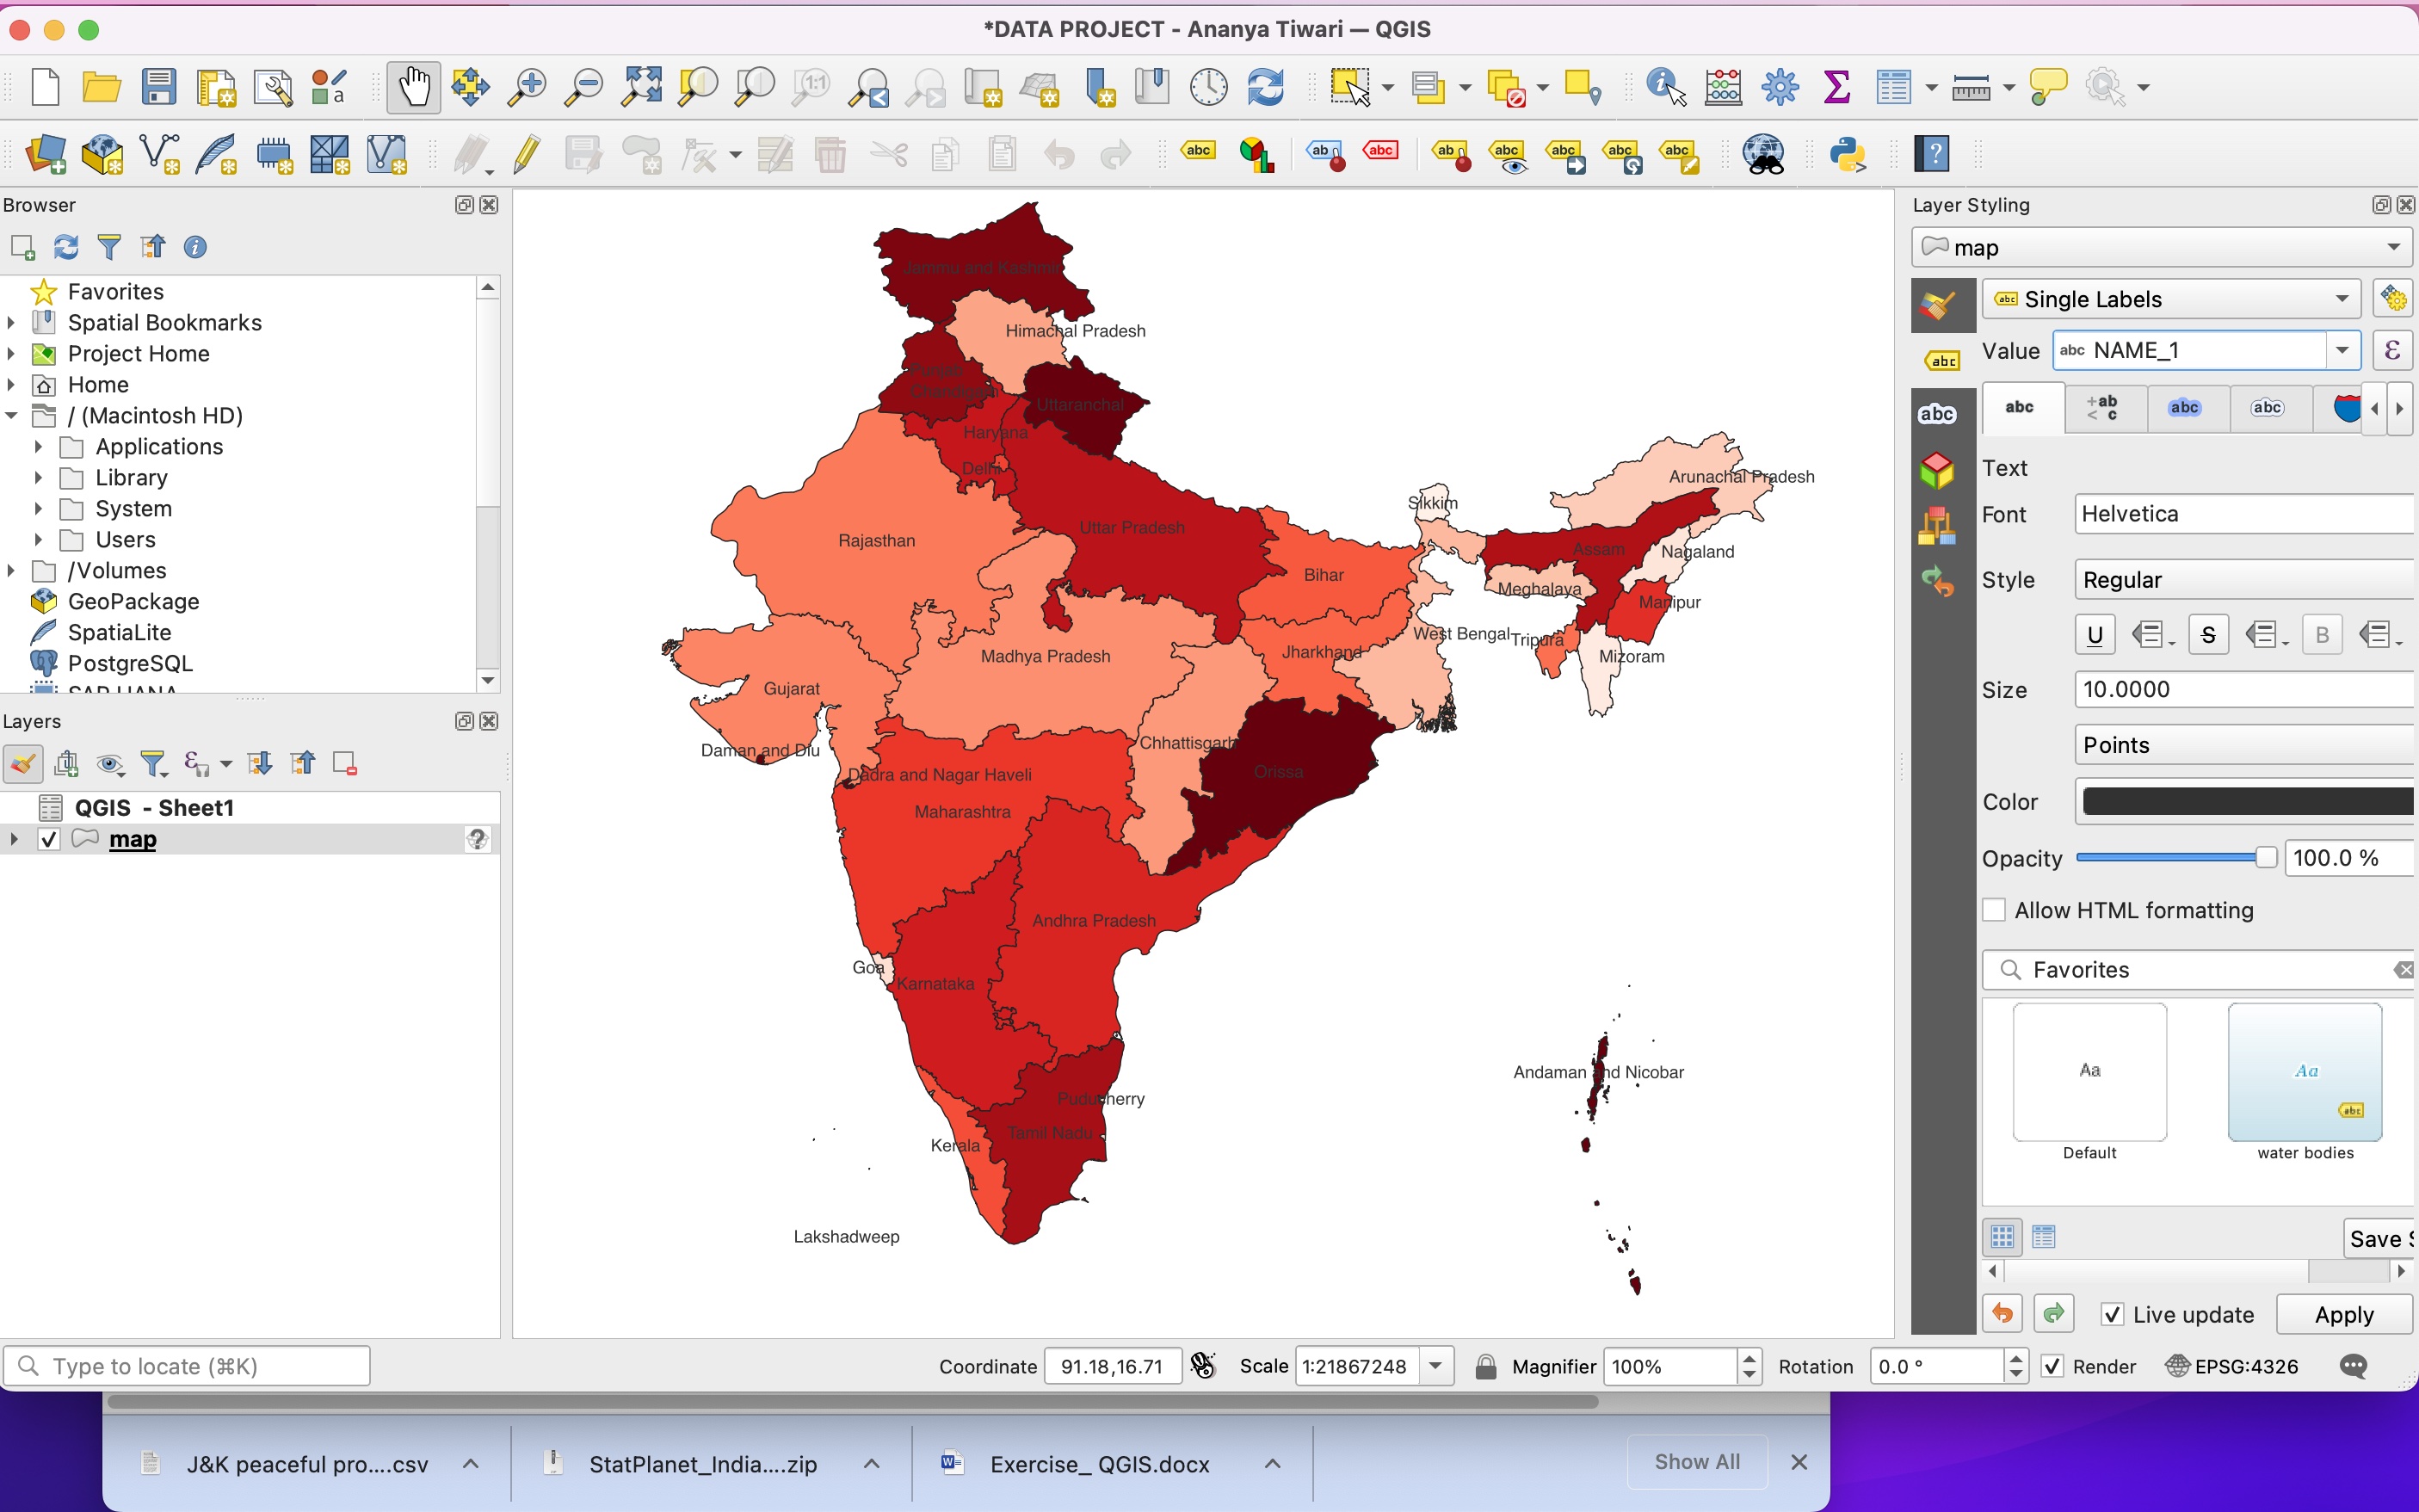 *DATA PROJECT - Ananya Tiwari — QGIS
Browser
Favorites
Spatial Bookmarks
Project Home
Home
/ (Macintosh HD)
Applications
Library
System
Users
/Volumes
GeoPackage
SpatiaLite
PostgreSQL
SAP HANA
Layers
QGIS - Sheet1
map
Jammu and Kashmir
Himachal Pradesh
Punjab
Chandigarh
Uttaranchal
Haryana
Delhi
Arunachal Pradesh
Sikkim
Uttar Pradesh
Rajasthan
Assam
Nagaland
Bihar
Meghalaya
Manipur
West Bengal
Tripura
Jharkhand
Madhya Pradesh
Mizoram
Gujarat
Chhattisgarh
Daman and Diu
Orissa
Dadra and Nagar Haveli
Maharashtra
Andhra Pradesh
Goa
Karnataka
Andaman and Nicobar
Puducherry
Tamil Nadu
Kerala
Lakshadweep
Layer Styling
map
abc Single Labels
Value abc NAME_1 ε
abc +ab < c abc abc
Text
Font Helvetica
Style Regular
U S B
Size 10.0000
Points
Color
Opacity 100.0 %
Allow HTML formatting
Favorites
Aa Aa
abc
Default water bodies
Save S
Live update Apply
Type to locate (⌘K)
Coordinate 91.18,16.71 Scale 1:21867248 Magnifier 100% Rotation 0.0 ° Render EPSG:4326
J&K peaceful pro....csv StatPlanet_India....zip Exercise_ QGIS.docx Show All